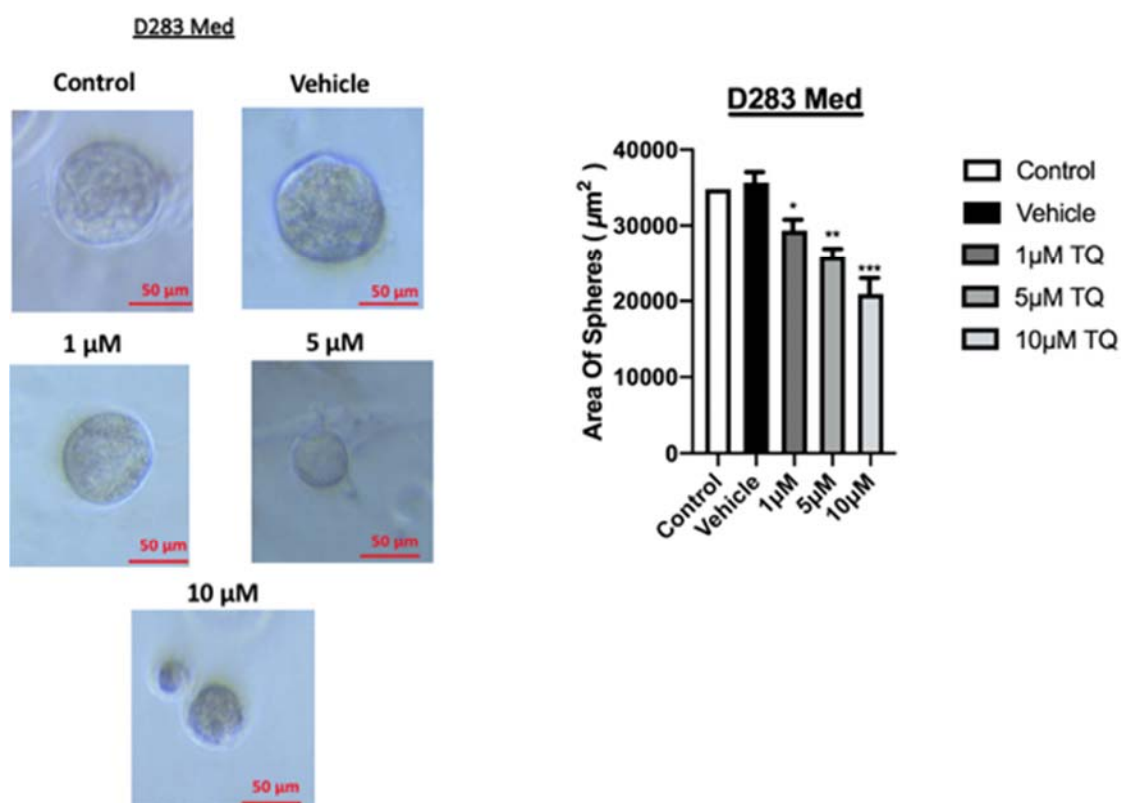 D283 Med
Control
Vehicle
50 µm
50 µm
1 µM
5 µM
50 µm
50 µm
10 µM
50 µm
D283 Med
Area Of Spheres ( µm²)
40000
30000
20000
10000
0
*
**
***
Control
Vehicle
1µM
5µM
10µM
Control
Vehicle
1µM TQ
5µM TQ
10µM TQ